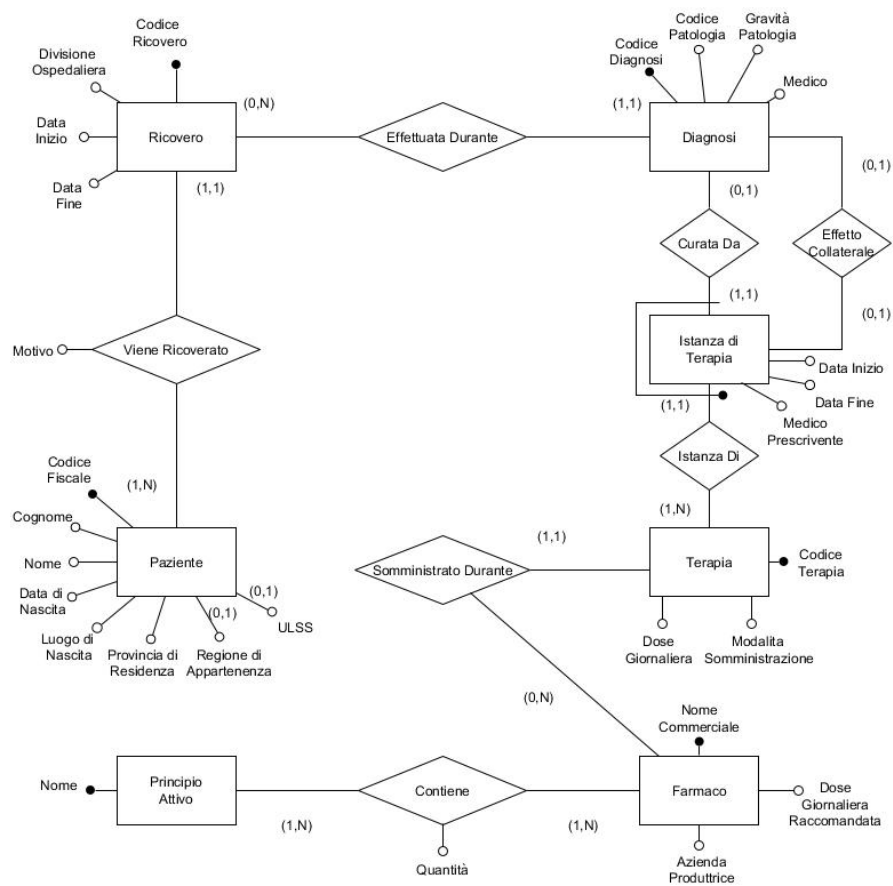 Codice
Ricovero
Divisione
Ospedaliera
Data
Inizio
Data
Fine
Ricovero
(0,N)
(1,1)
Effettuata Durante
Codice
Diagnosi
Codice
Patologia
Gravità
Patologia
Medico
(1,1)
Diagnosi
(0,1)
(0,1)
Curata Da
Effetto
Collaterale
(1,1)
(0,1)
Istanza di
Terapia
Data Inizio
Data Fine
Medico
Prescrivente
(1,1)
Istanza Di
(1,N)
Motivo
Viene Ricoverato
(1,N)
Codice
Fiscale
Cognome
Nome
Data di
Nascita
Luogo di
Nascita
Provincia di
Residenza
Regione di
Appartenenza
(0,1)
(0,1)
ULSS
Paziente
Somministrato Durante
(1,1)
Terapia
Codice
Terapia
Dose
Giornaliera
Modalita
Somministrazione
(0,N)
Nome
Commerciale
Nome
Principio
Attivo
(1,N)
Contiene
Quantità
(1,N)
Farmaco
Dose
Giornaliera
Raccomandata
Azienda
Produttrice